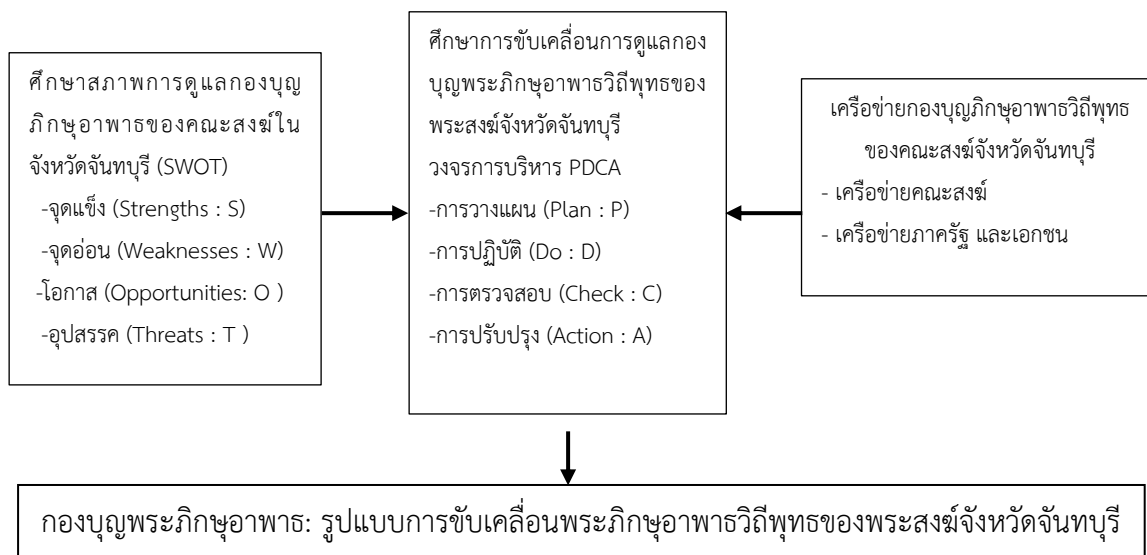 ศึกษาสภาพการดูแลกองบุญ
ภิกษุอาพาธของคณะสงฆ์ใน
จังหวัดจันทบุรี (SWOT)
-จุดแข็ง (Strengths : S)
-จุดอ่อน (Weaknesses : W)
-โอกาส (Opportunities: O )
-อุปสรรค (Threats : T )
ศึกษาการขับเคลื่อนการดูแลกอง
บุญพระภิกษุอาพาธวิถีพุทธของ
พระสงฆ์จังหวัดจันทบุรี
วงจรการบริหาร PDCA
-การวางแผน (Plan : P)
-การปฏิบัติ (Do : D)
-การตรวจสอบ (Check : C)
-การปรับปรุง (Action : A)
เครือข่ายกองบุญภิกษุอาพาธวิถีพุทธ
ของคณะสงฆ์จังหวัดจันทบุรี
- เครือข่ายคณะสงฆ์
- เครือข่ายภาครัฐ และเอกชน
กองบุญพระภิกษุอาพาธ: รูปแบบการขับเคลื่อนพระภิกษุอาพาธวิถีพุทธของพระสงฆ์จังหวัดจันทบุรี